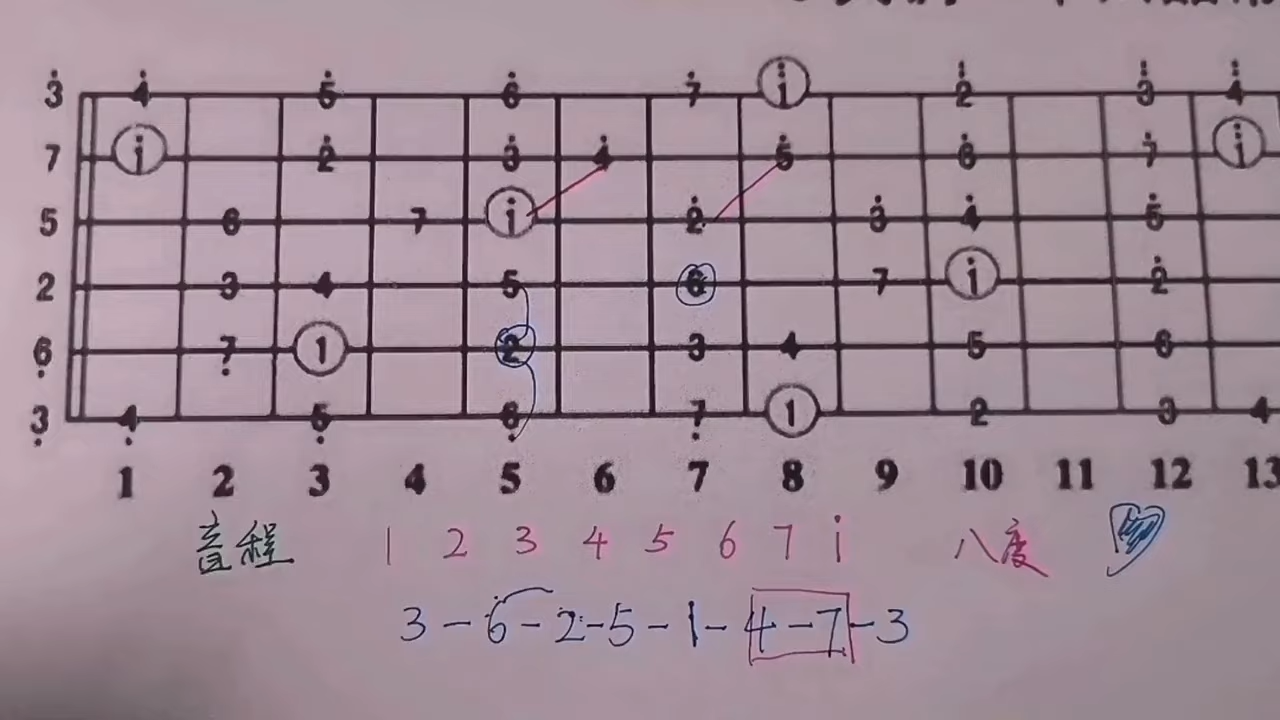 3̇ 4̇ 5̇ 6̇ 7̇ i̇ 2 3 4
7 i 2̇ 3̇ 4̇ 5̇ 6̇ 7̇ i
5 6 7 i 2̇ 3̇ 4̇ 5̇
2 3 4 5 6 7 i 2̇
6̣ 7̣ 1 2 3 4 5 6
3̣ 4̣ 5̣ 6̣ 7̣ 1 2 3 4
1 2 3 4 5 6 7 8 9 10 11 12 13
音程 1 2 3 4 5 6 7 i 八度
3-6-2-5-1-4-7-3